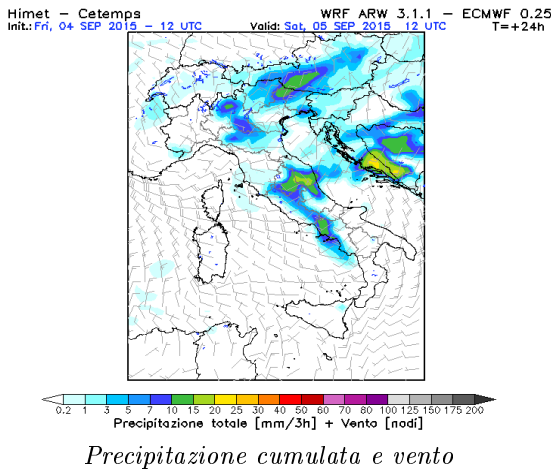 Himet – Cetemps WRF ARW 3.1.1 – ECMWF 0.25
Init.: Fri, 04 SEP 2015 – 12 UTC Valid: Sat, 05 SEP 2015 12 UTC T=+24h
0.2 1 3 5 7 10 15 20 25 30 40 50 60 70 80 100 125 150 175 200
Precipitazione totale [mm/3h] + Vento [nodi]
Precipitazione cumulata e vento